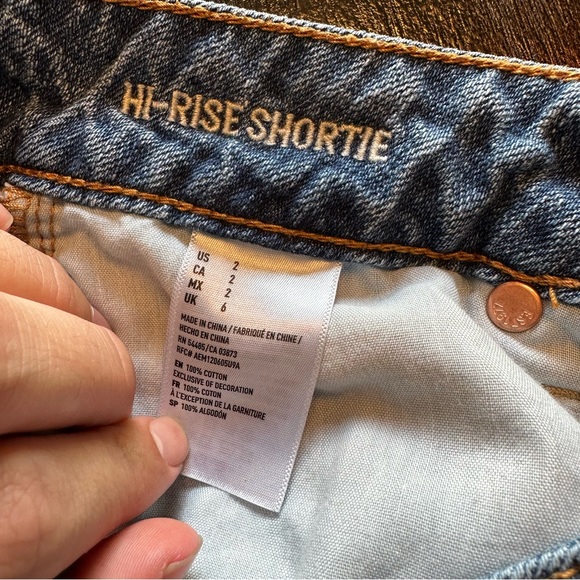 HI-RISE SHORTIE
US 2
CA 2
MX 2
UK 6
MADE IN CHINA / FABRIQUÉ EN CHINE /
HECHO EN CHINA
RN 54485/CA 03873
RFC# AEM120605U9A
EN 100% COTTON
EXCLUSIVE OF DECORATION
FR 100% COTON
À L'EXCEPTION DE LA GARNITURE
SP 100% ALGODÓN